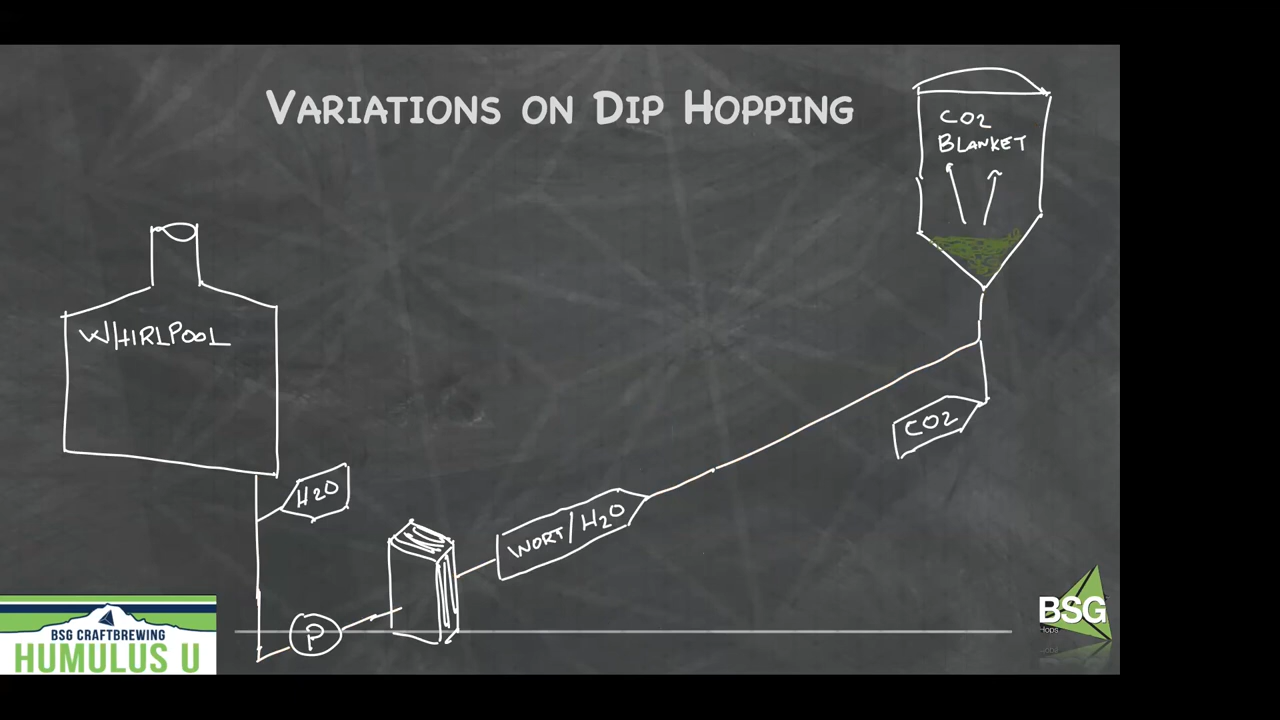 VARIATIONS ON DIP HOPPING
CO2
BLANKET
WHIRLPOOL
CO2
H2O
WORT/H2O
P
BSG CRAFTBREWING
HUMULUS U
BSG
Hops